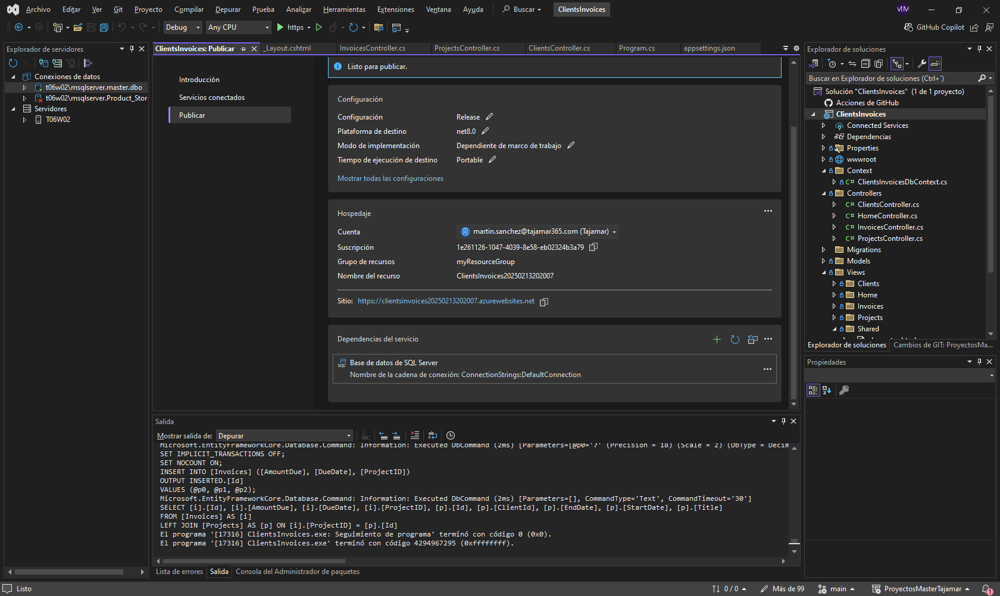 Archivo Editar Ver Git Proyecto Compilar Depurar Prueba Analizar Herramientas Extensiones Ventana Ayuda Buscar ClientsInvoices
Debug Any CPU https GitHub Copilot
Explorador de servidores
Conexiones de datos
t06w02\msqlserver.master.dbo
t06w02\msqlserver.Product_Stor
Servidores
T06W02
ClientsInvoices: Publicar _Layout.cshtml InvoicesController.cs ProjectsController.cs ClientsController.cs Program.cs appsettings.json
Introducción
Servicios conectados
Publicar
Listo para publicar.
Configuración
Configuración Release
Plataforma de destino net8.0
Modo de implementación Dependiente de marco de trabajo
Tiempo de ejecución de destino Portable
Mostrar todas las configuraciones
Hospedaje
Cuenta martin.sanchez@tajamar365.com (Tajamar)
Suscripción 1e261126-1047-4039-8e58-eb02324b3a79
Grupo de recursos myResourceGroup
Nombre del recurso ClientsInvoices20250213202007
Sitio: https://clientsinvoices20250213202007.azurewebsites.net
Dependencias del servicio
SQL Base de datos de SQL Server
Nombre de la cadena de conexión: ConnectionStrings:DefaultConnection
Salida
Mostrar salida de: Depurar
Microsoft.EntityFrameworkCore.Database.Command: Information: Executed DbCommand (2ms) [Parameters=[@p0='?' (Precision = 18) (Scale = 2) (DbType = Decim
SET IMPLICIT_TRANSACTIONS OFF;
SET NOCOUNT ON;
INSERT INTO [Invoices] ([AmountDue], [DueDate], [ProjectID])
OUTPUT INSERTED.[Id]
VALUES (@p0, @p1, @p2);
Microsoft.EntityFrameworkCore.Database.Command: Information: Executed DbCommand (2ms) [Parameters=[], CommandType='Text', CommandTimeout='30']
SELECT [i].[Id], [i].[AmountDue], [i].[DueDate], [i].[ProjectID], [p].[Id], [p].[ClientId], [p].[EndDate], [p].[StartDate], [p].[Title]
FROM [Invoices] AS [i]
LEFT JOIN [Projects] AS [p] ON [i].[ProjectID] = [p].[Id]
El programa '[17316] ClientsInvoices.exe: Seguimiento de programa' terminó con código 0 (0x0).
El programa '[17316] ClientsInvoices.exe' terminó con código 4294967295 (0xffffffff).
Lista de errores Salida Consola del Administrador de paquetes
Explorador de soluciones
Buscar en Explorador de soluciones (Ctrl+`)
Solución "ClientsInvoices" (1 de 1 proyecto)
Acciones de GitHub
ClientsInvoices
Connected Services
Dependencias
Properties
wwwroot
Context
C# ClientsInvoicesDbContext.cs
Controllers
C# ClientsController.cs
C# HomeController.cs
C# InvoicesController.cs
C# ProjectsController.cs
Migrations
Models
Views
Clients
Home
Invoices
Projects
Shared
Explorador de soluciones Cambios de GIT: ProyectosMa...
Propiedades
Listo 0 / 0 Más de 99 main ProyectosMasterTajamar 1